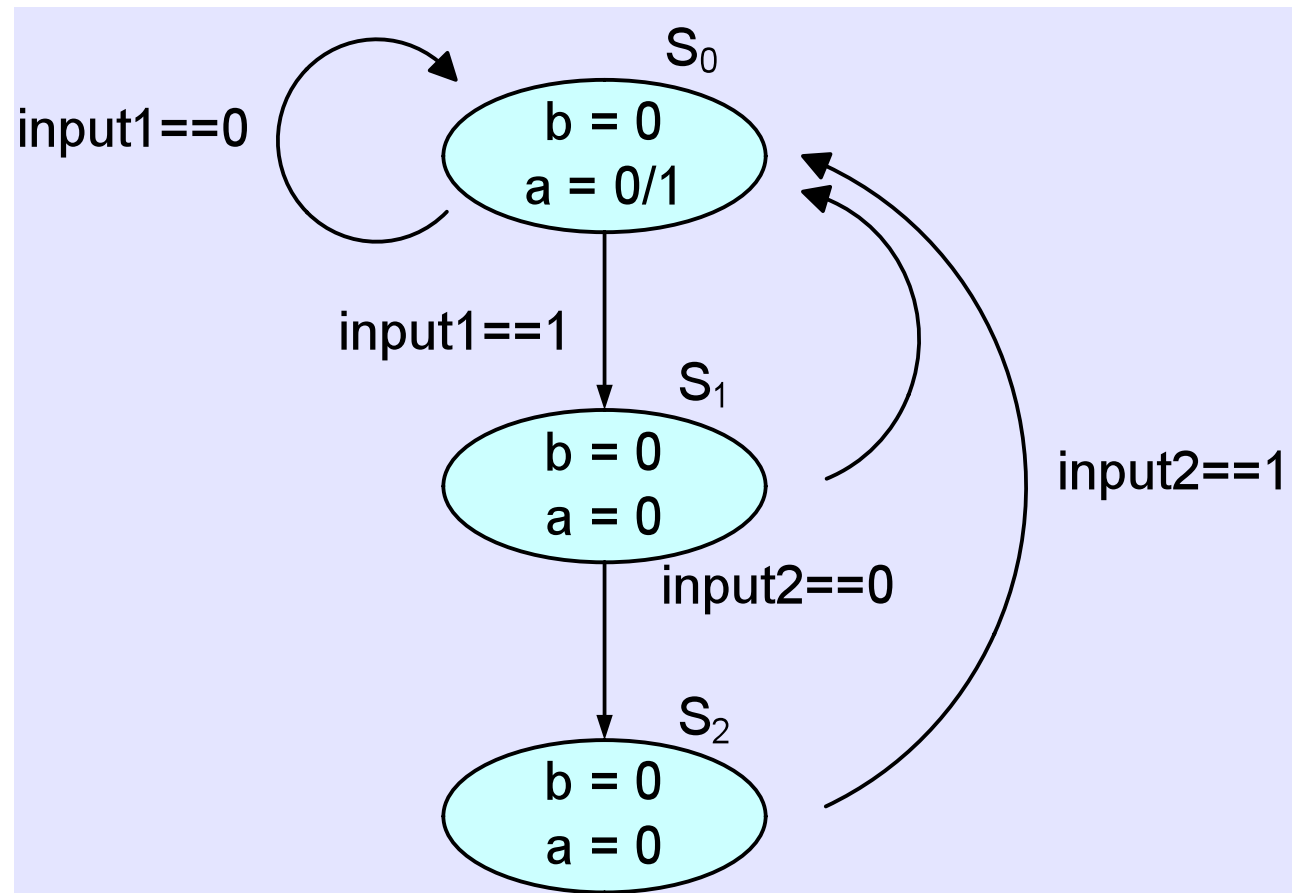 S₀
input1==0
b = 0
a = 0/1
input1==1
S₁
b = 0
a = 0
input2==1
input2==0
S₂
b = 0
a = 0